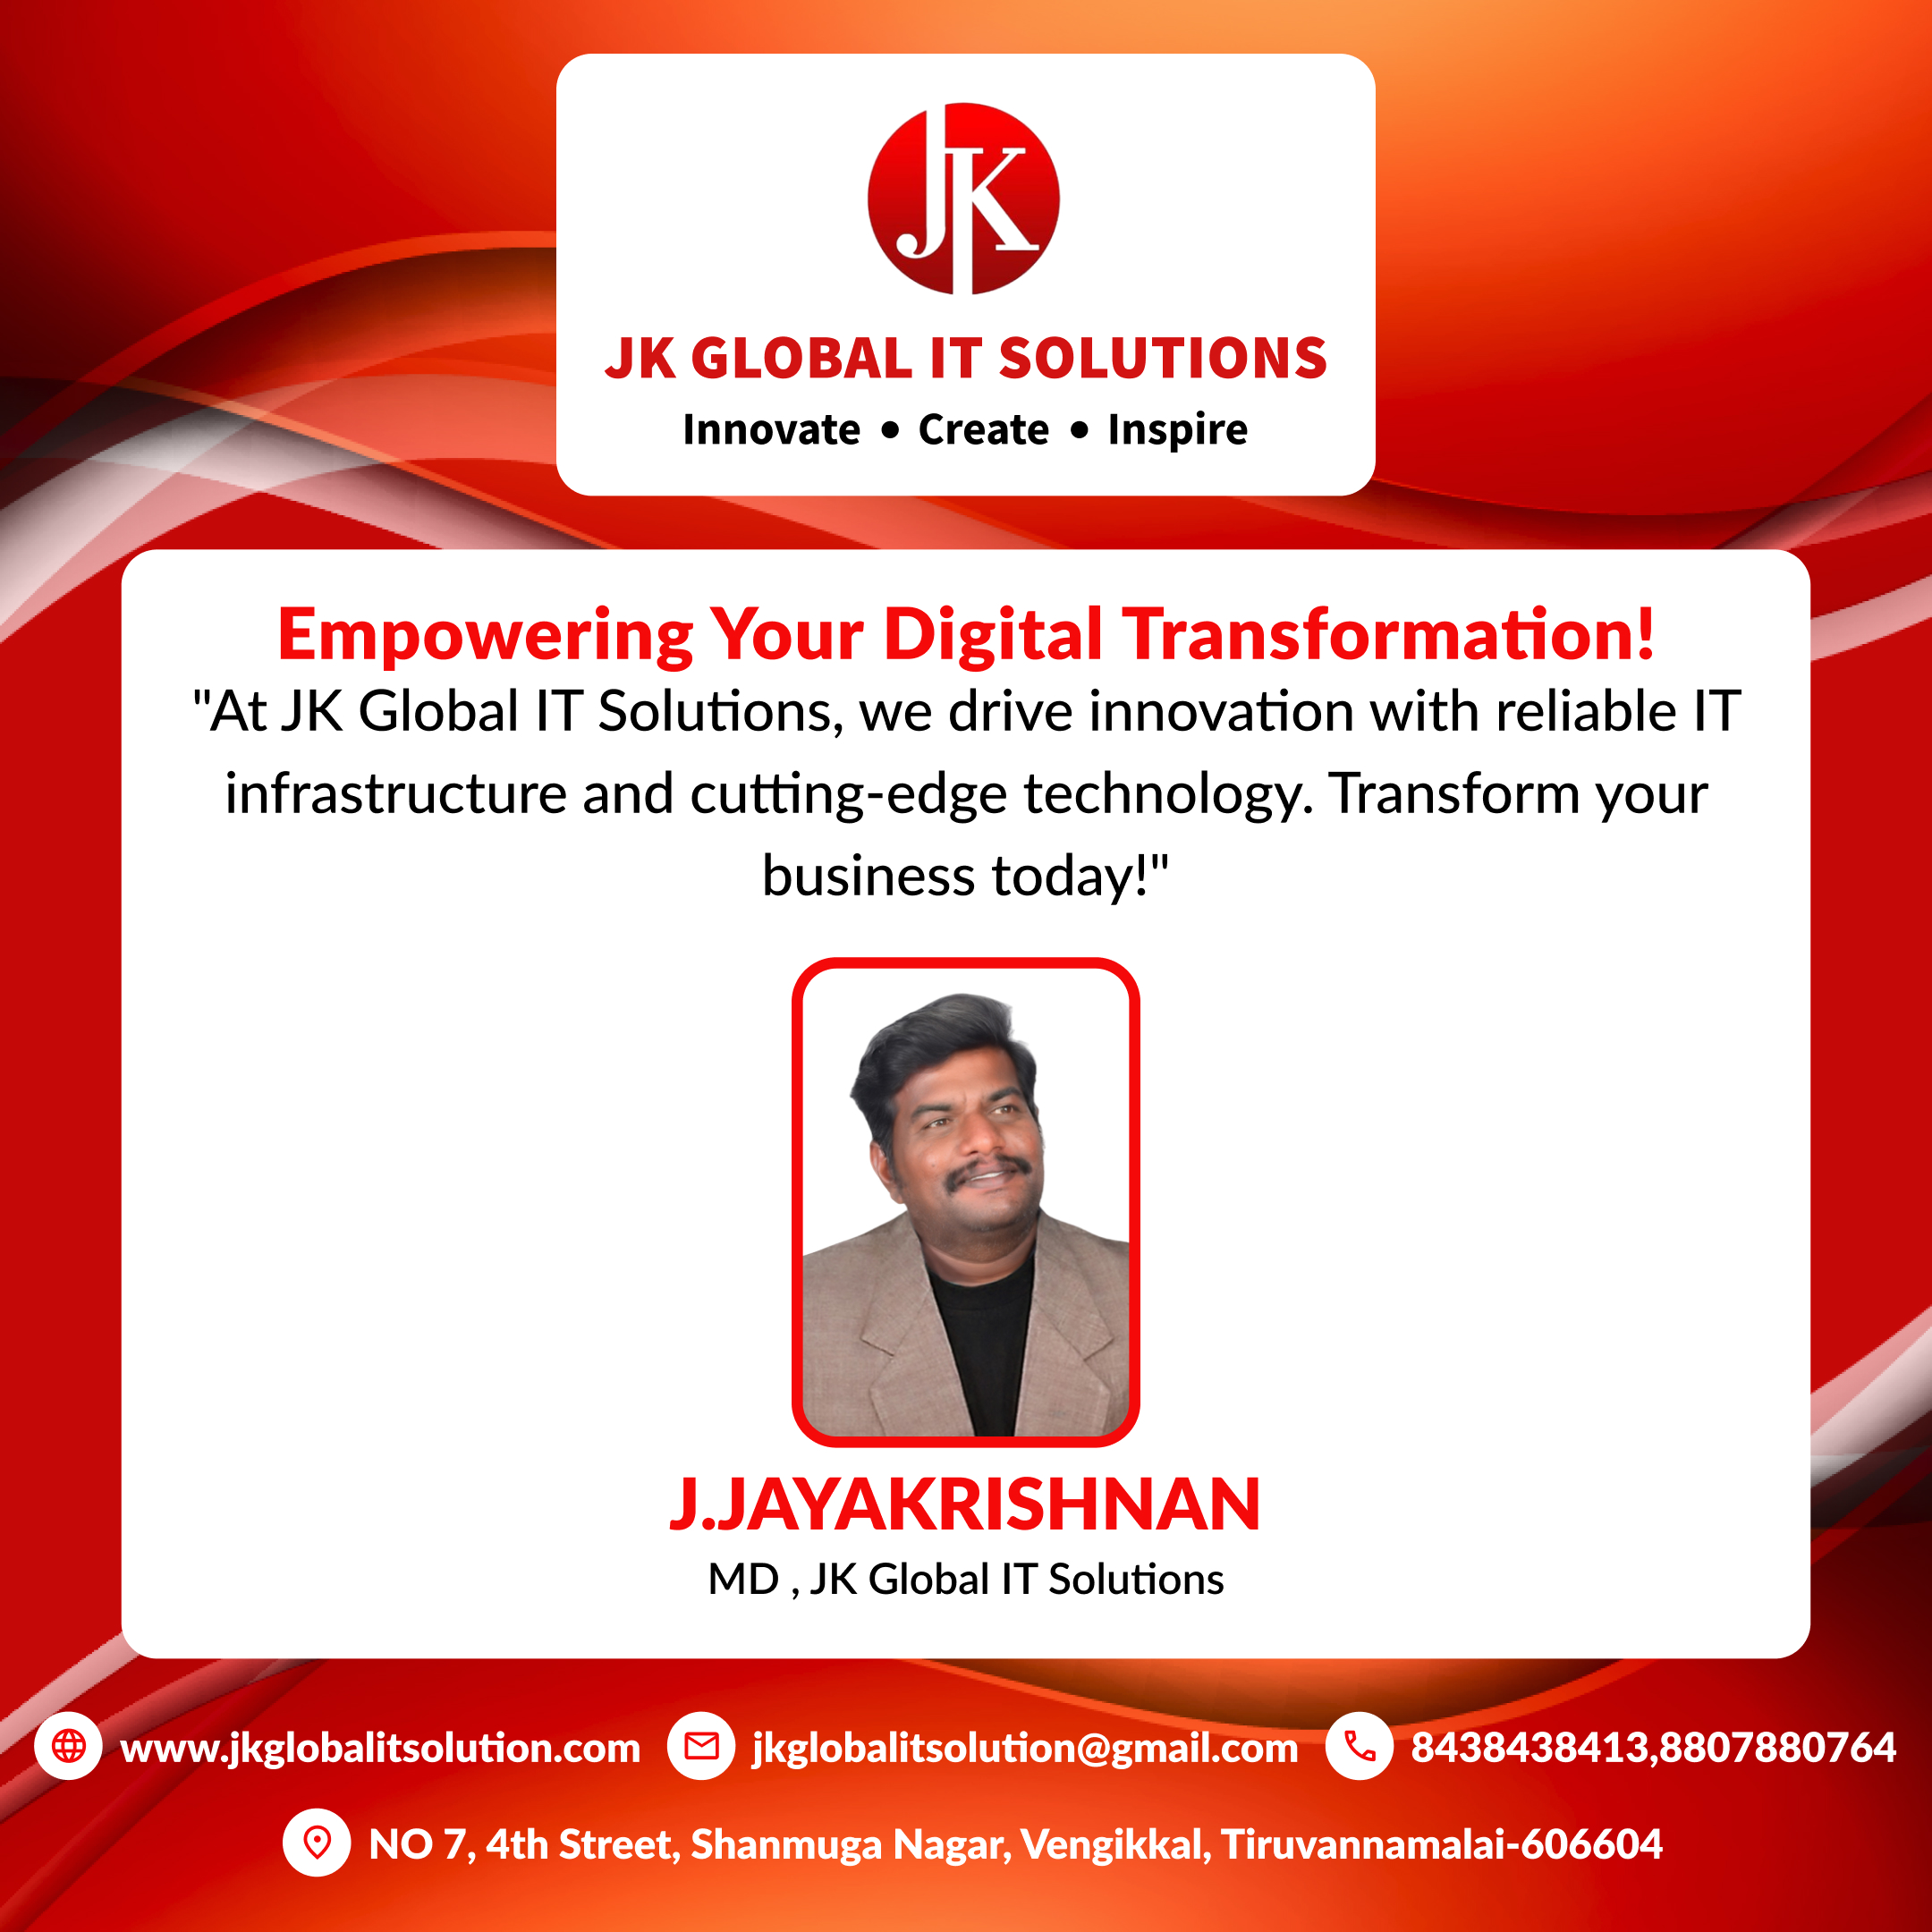 JK
JK GLOBAL IT SOLUTIONS
Innovate • Create • Inspire
Empowering Your Digital Transformation!
"At JK Global IT Solutions, we drive innovation with reliable IT
infrastructure and cutting-edge technology. Transform your
business today!"
J.JAYAKRISHNAN
MD , JK Global IT Solutions
www.jkglobalitsolution.com jkglobalitsolution@gmail.com 8438438413,8807880764
NO 7, 4th Street, Shanmuga Nagar, Vengikkal, Tiruvannamalai-606604